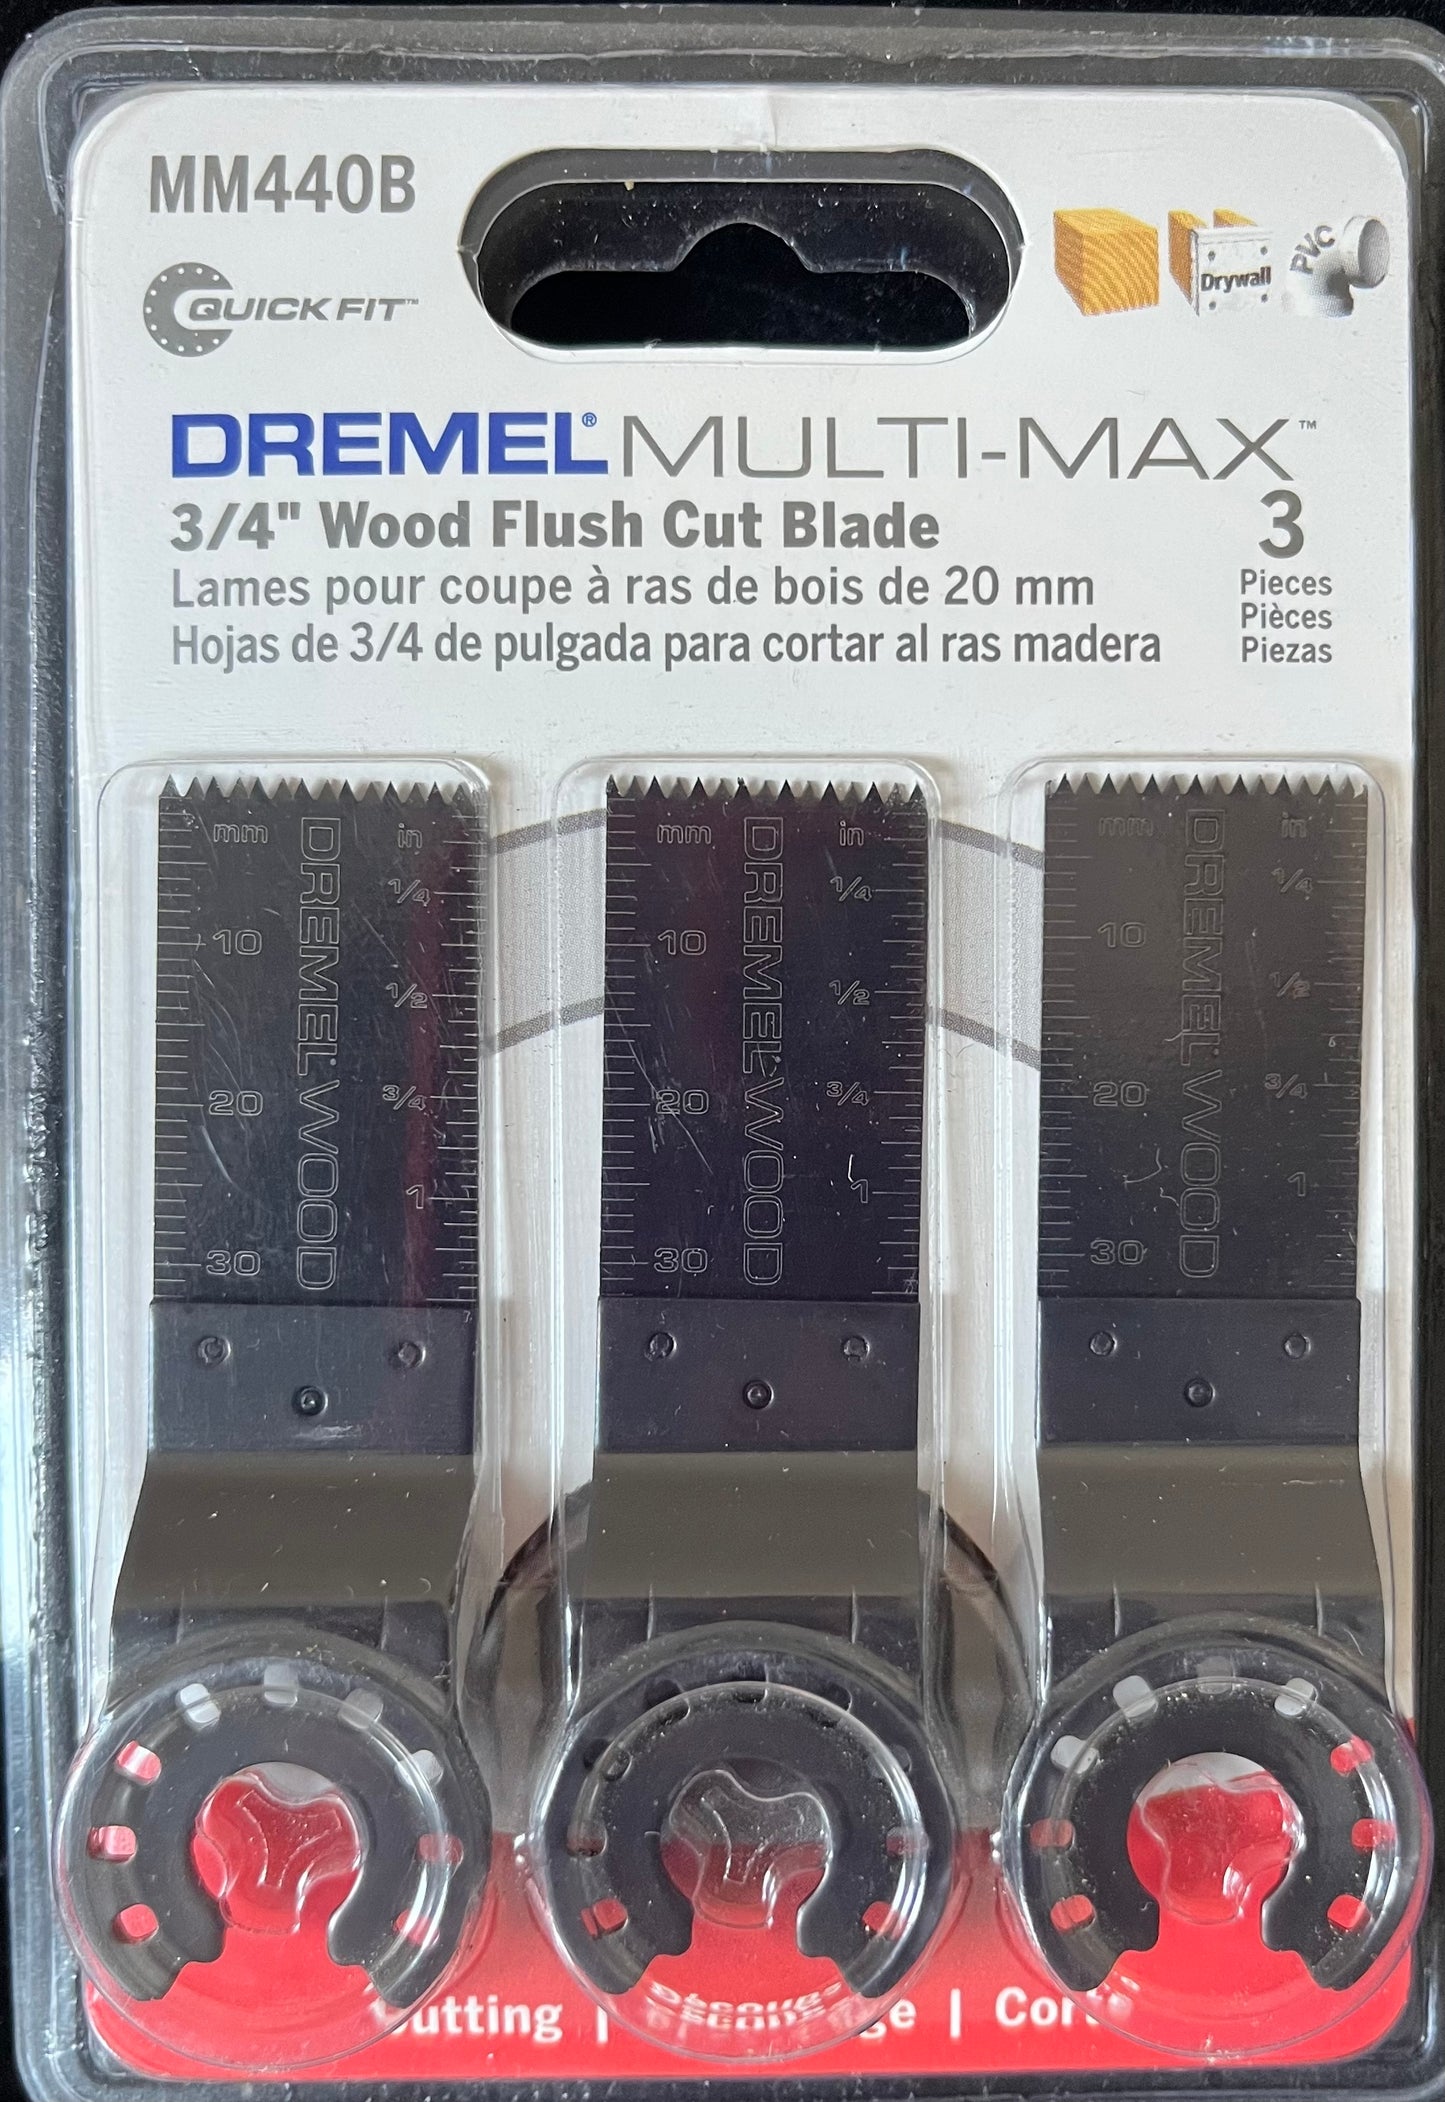 MM440B
QUICK FIT™
Drywall
PVC
DREMEL® MULTI-MAX™
3/4" Wood Flush Cut Blade
Lames pour coupe à ras de bois de 20 mm
Hojas de 3/4 de pulgada para cortar al ras madera
3
Pieces
Pièces
Piezas
mm
in
1/4
10
1/2
20
3/4
1
30
DREMEL WOOD
mm
in
1/4
10
1/2
20
3/4
1
30
DREMEL WOOD
mm
in
1/4
10
1/2
20
3/4
1
30
DREMEL WOOD
Cutting | |